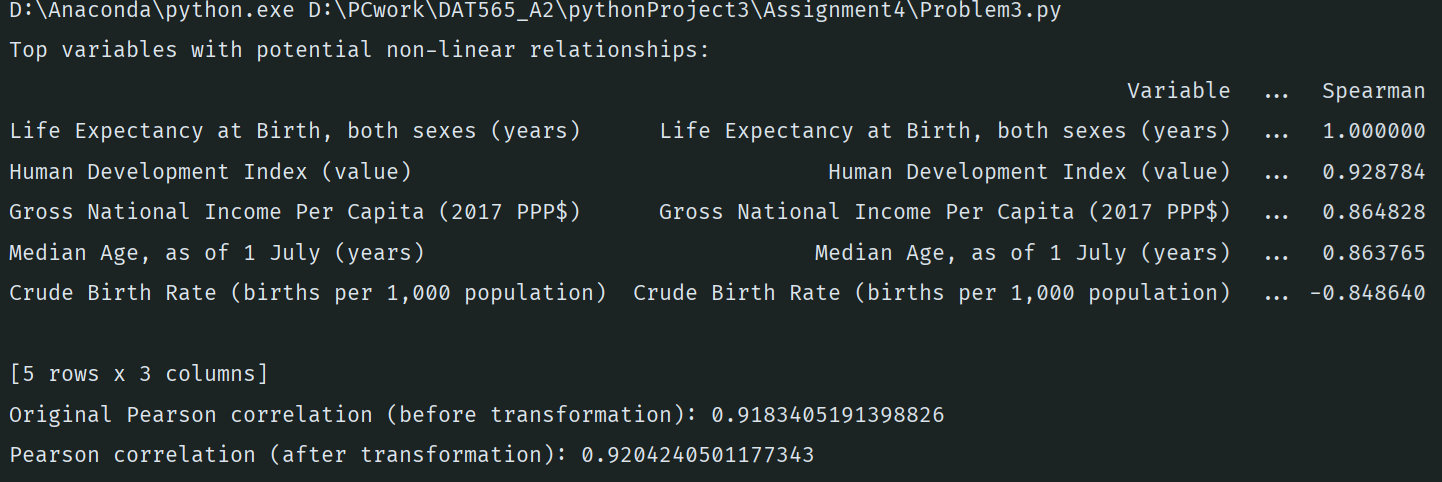 D:\Anaconda\python.exe D:\PCwork\DAT565_A2\pythonProject3\Assignment4\Problem3.py
Top variables with potential non-linear relationships:
Variable ... Spearman
Life Expectancy at Birth, both sexes (years) Life Expectancy at Birth, both sexes (years) ... 1.000000
Human Development Index (value) Human Development Index (value) ... 0.928784
Gross National Income Per Capita (2017 PPP$) Gross National Income Per Capita (2017 PPP$) ... 0.864828
Median Age, as of 1 July (years) Median Age, as of 1 July (years) ... 0.863765
Crude Birth Rate (births per 1,000 population) Crude Birth Rate (births per 1,000 population) ... -0.848640
[5 rows x 3 columns]
Original Pearson correlation (before transformation): 0.9183405191398826
Pearson correlation (after transformation): 0.9204240501177343